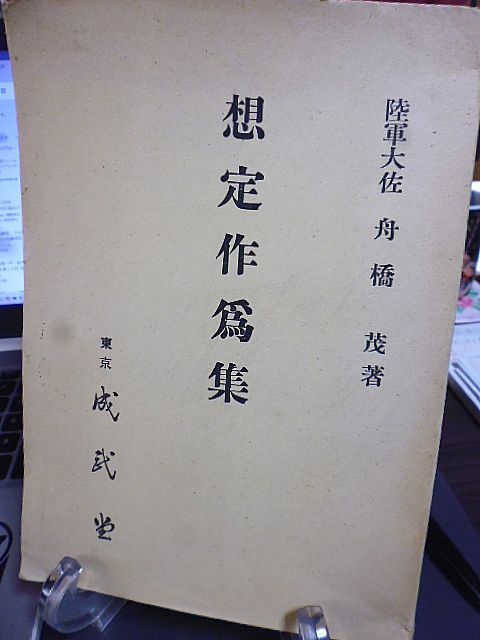 陸軍大佐 舟橋 茂著
想定作爲集
東京 成武堂